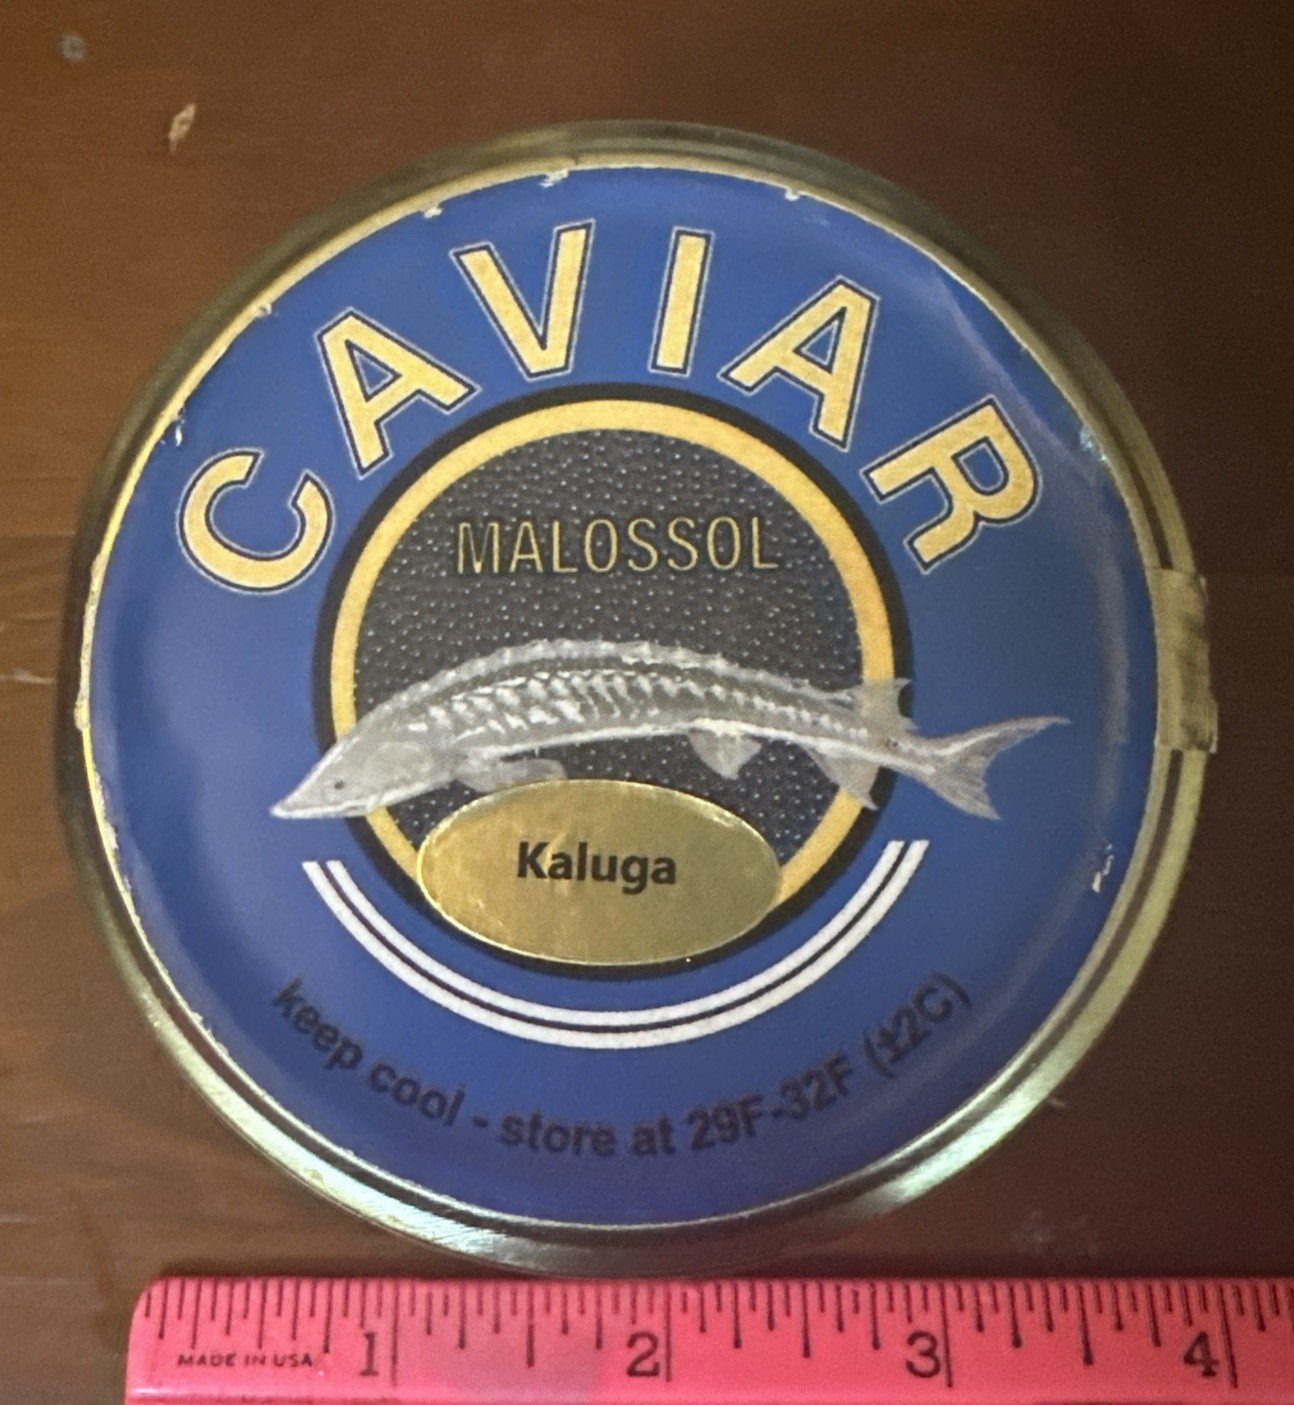 CAVIAR
MALOSSOL
Kaluga
keep cool - store at 29F-32F (±2C)
1 2 3 4
MADE IN USA